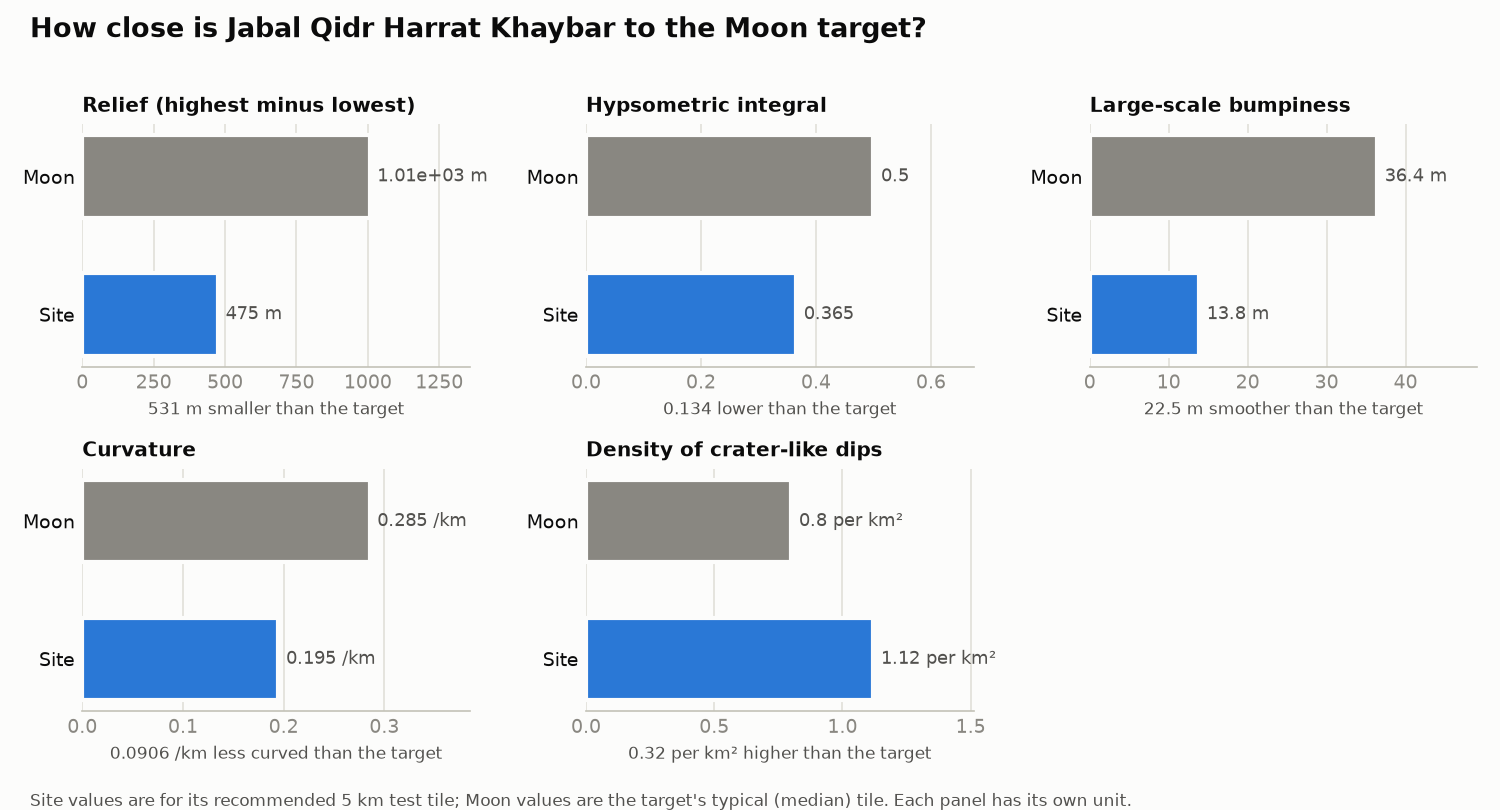 How close is Jabal Qidr Harrat Khaybar to the Moon target?
Relief (highest minus lowest)
Moon
1.01e+03 m
Site
475 m
0 250 500 750 1000 1250
531 m smaller than the target
Hypsometric integral
Moon
0.5
Site
0.365
0.0 0.2 0.4 0.6
0.134 lower than the target
Large-scale bumpiness
Moon
36.4 m
Site
13.8 m
0 10 20 30 40
22.5 m smoother than the target
Curvature
Moon
0.285 /km
Site
0.195 /km
0.0 0.1 0.2 0.3
0.0906 /km less curved than the target
Density of crater-like dips
Moon
0.8 per km²
Site
1.12 per km²
0.0 0.5 1.0 1.5
0.32 per km² higher than the target
Site values are for its recommended 5 km test tile; Moon values are the target's typical (median) tile. Each panel has its own unit.